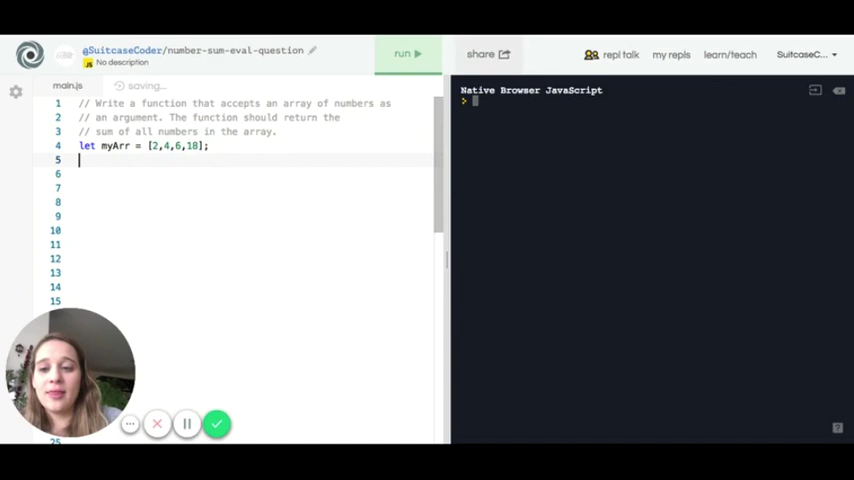 @SuitcaseCoder/number-sum-eval-question
No description
run
share
repl talk
my repls
learn/teach
SuitcaseC...
main.js
saving...
Native Browser JavaScript
>
1 // Write a function that accepts an array of numbers as
2 // an argument. The function should return the
3 // sum of all numbers in the array.
4 let myArr = [2,4,6,18];
5
6
7
8
9
10
11
12
13
14
15
25
JS
?